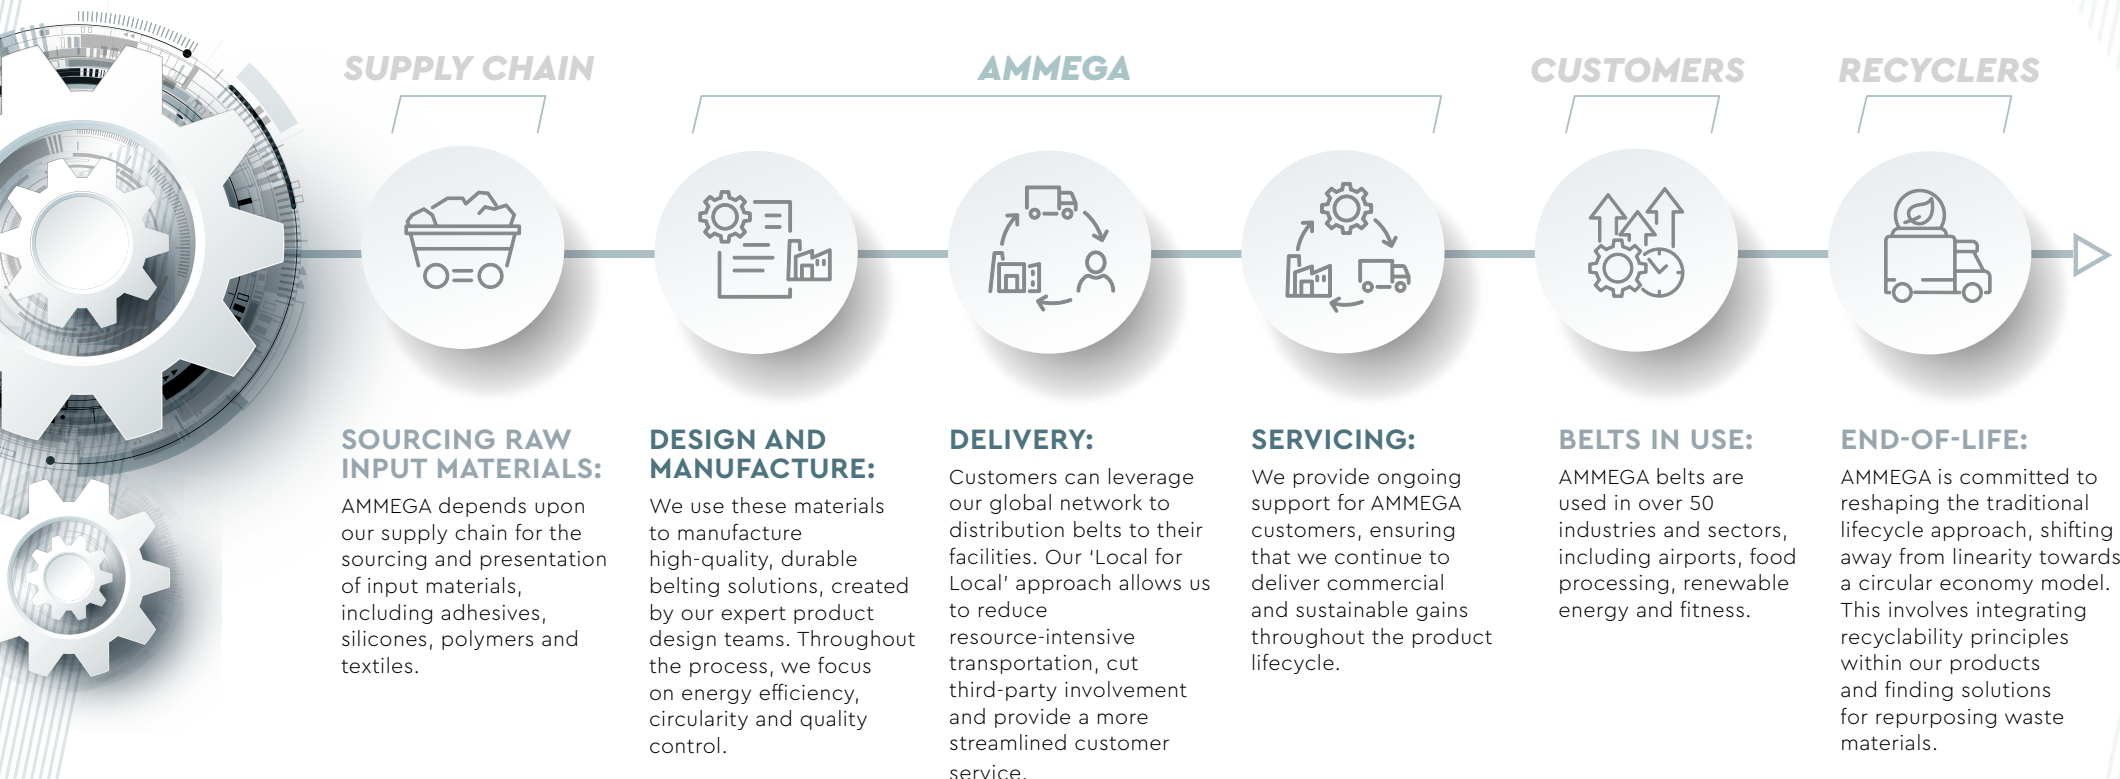 SUPPLY CHAIN
AMMEGA
CUSTOMERS
RECYCLERS
SOURCING RAW
INPUT MATERIALS:
AMMEGA depends upon
our supply chain for the
sourcing and presentation
of input materials,
including adhesives,
silicones, polymers and
textiles.
DESIGN AND
MANUFACTURE:
We use these materials
to manufacture
high-quality, durable
belting solutions, created
by our expert product
design teams. Throughout
the process, we focus
on energy efficiency,
circularity and quality
control.
DELIVERY:
Customers can leverage
our global network to
distribution belts to their
facilities. Our ‘Local for
Local’ approach allows us
to reduce
resource-intensive
transportation, cut
third-party involvement
and provide a more
streamlined customer
service.
SERVICING:
We provide ongoing
support for AMMEGA
customers, ensuring
that we continue to
deliver commercial
and sustainable gains
throughout the product
lifecycle.
BELTS IN USE:
AMMEGA belts are
used in over 50
industries and sectors,
including airports, food
processing, renewable
energy and fitness.
END-OF-LIFE:
AMMEGA is committed to
reshaping the traditional
lifecycle approach, shifting
away from linearity towards
a circular economy model.
This involves integrating
recyclability principles
within our products
and finding solutions
for repurposing waste
materials.